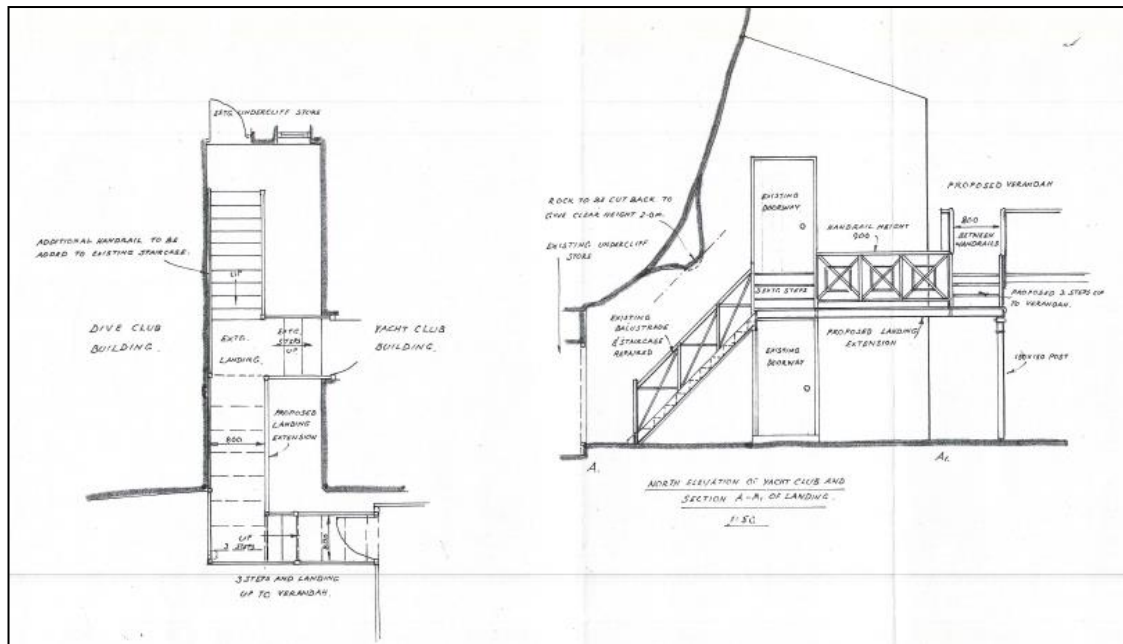 EXTG. UNDERCLIFF STORE
ADDITIONAL HANDRAIL TO BE
ADDED TO EXISTING STAIRCASE.
UP
DIVE CLUB
BUILDING.
EXTG.
LANDING.
EXTG.
STEPS
UP
YACHT CLUB
BUILDING.
800
PROPOSED
LANDING
EXTENSION
UP
3 STEPS
800
3 STEPS AND LANDING
UP TO VERANDAH.
ROCK TO BE CUT BACK TO
GIVE CLEAR HEIGHT 2.0m.
EXISTING UNDERCLIFF
STORE
EXISTING
DOORWAY
PROPOSED VERANDAH
HANDRAIL HEIGHT
900
800
BETWEEN
HANDRAILS
3 EXTG. STEPS
PROPOSED 3 STEPS UP
TO VERANDAH.
EXISTING
BALUSTRADE
& STAIRCASE
REPAIRED
PROPOSED LANDING
EXTENSION
EXISTING
DOORWAY
POST
A.
A1.
NORTH ELEVATION OF YACHT CLUB AND
SECTION A-A1 OF LANDING.
1:50